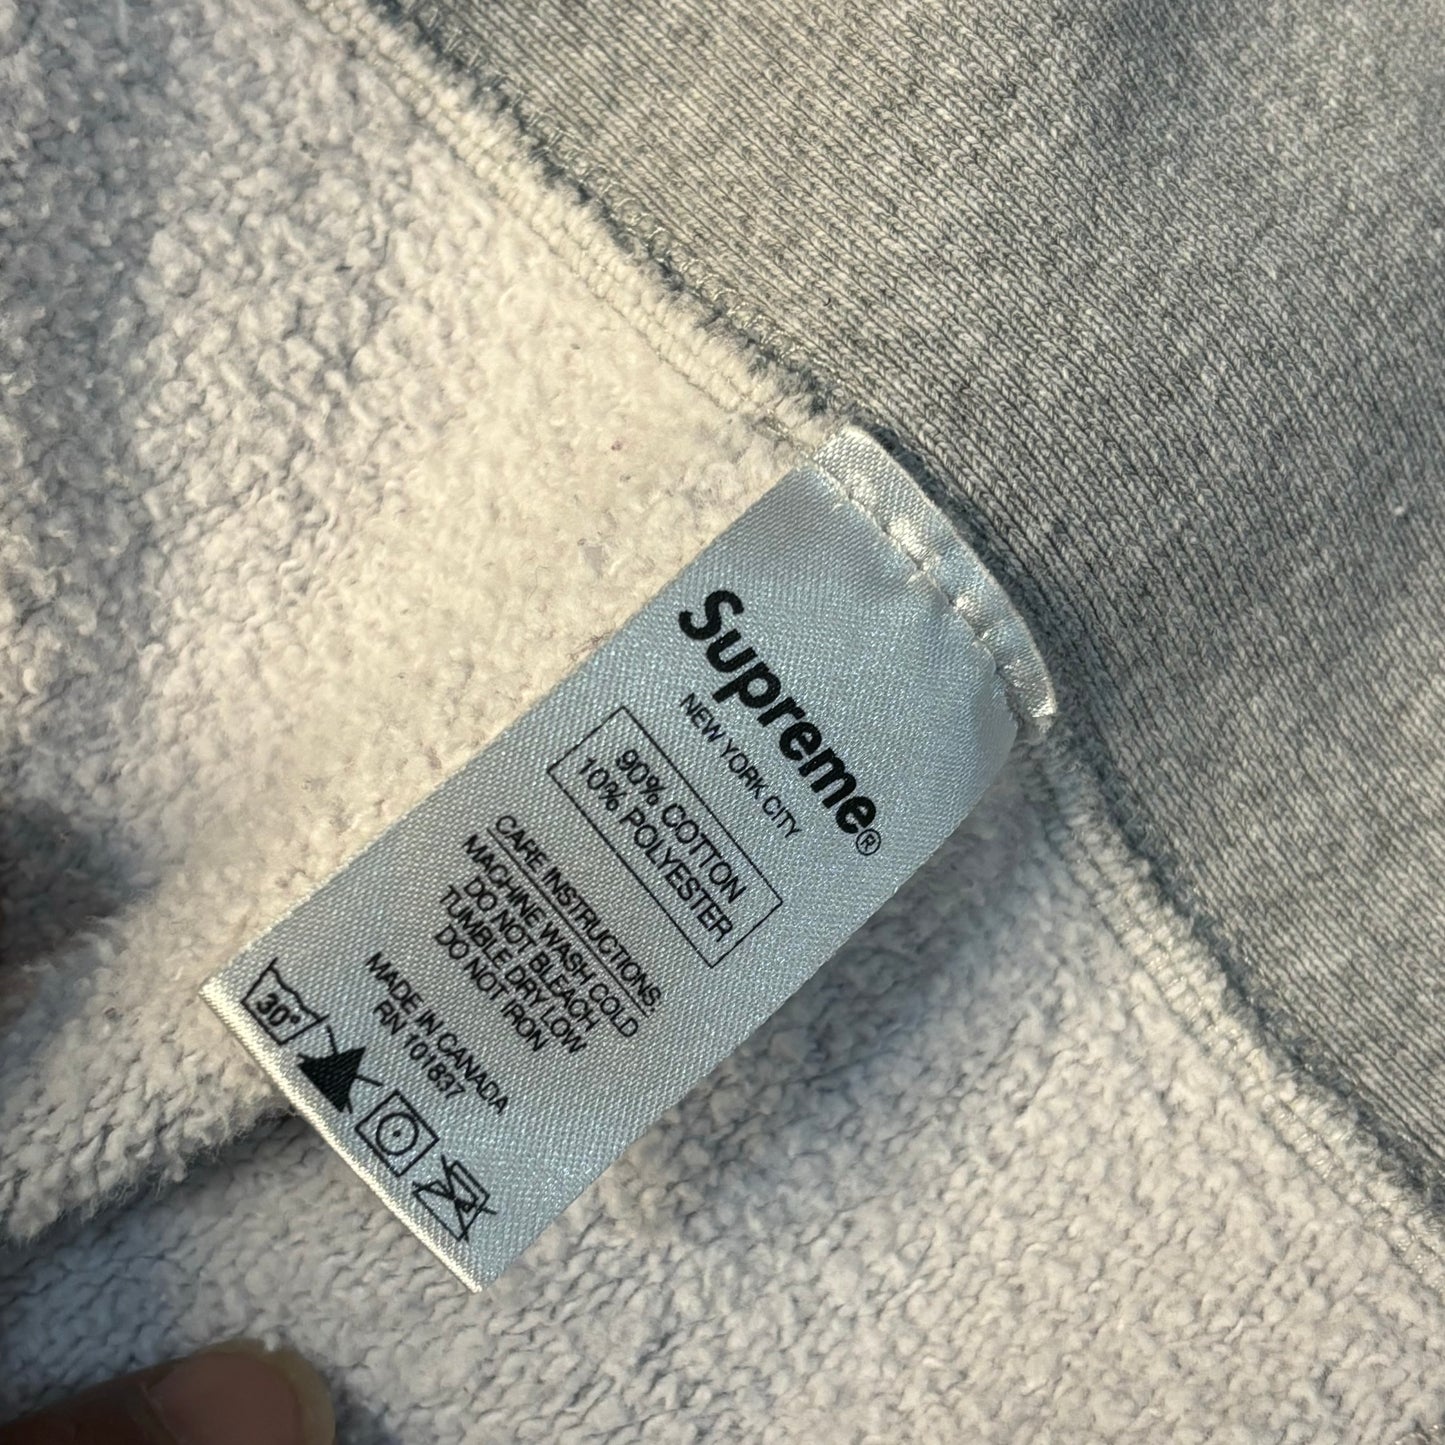 Supreme®
NEW YORK CITY
90% COTTON
10% POLYESTER
CARE INSTRUCTIONS:
MACHINE WASH COLD
DO NOT BLEACH
TUMBLE DRY LOW
DO NOT IRON
MADE IN CANADA
RN 101837
30°